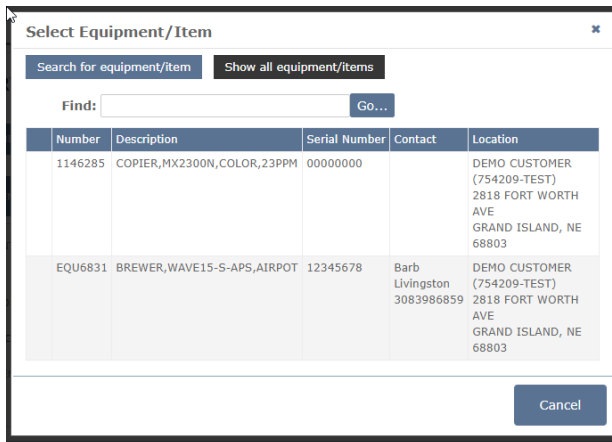 Select Equipment/Item ✖
Search for equipment/item Show all equipment/items
Find: Go...
Number Description Serial Number Contact Location
1146285 COPIER,MX2300N,COLOR,23PPM 00000000 DEMO CUSTOMER
(754209-TEST)
2818 FORT WORTH
AVE
GRAND ISLAND, NE
68803
EQU6831 BREWER,WAVE15-S-APS,AIRPOT 12345678 Barb DEMO CUSTOMER
Livingston (754209-TEST)
3083986859 2818 FORT WORTH
AVE
GRAND ISLAND, NE
68803
Cancel